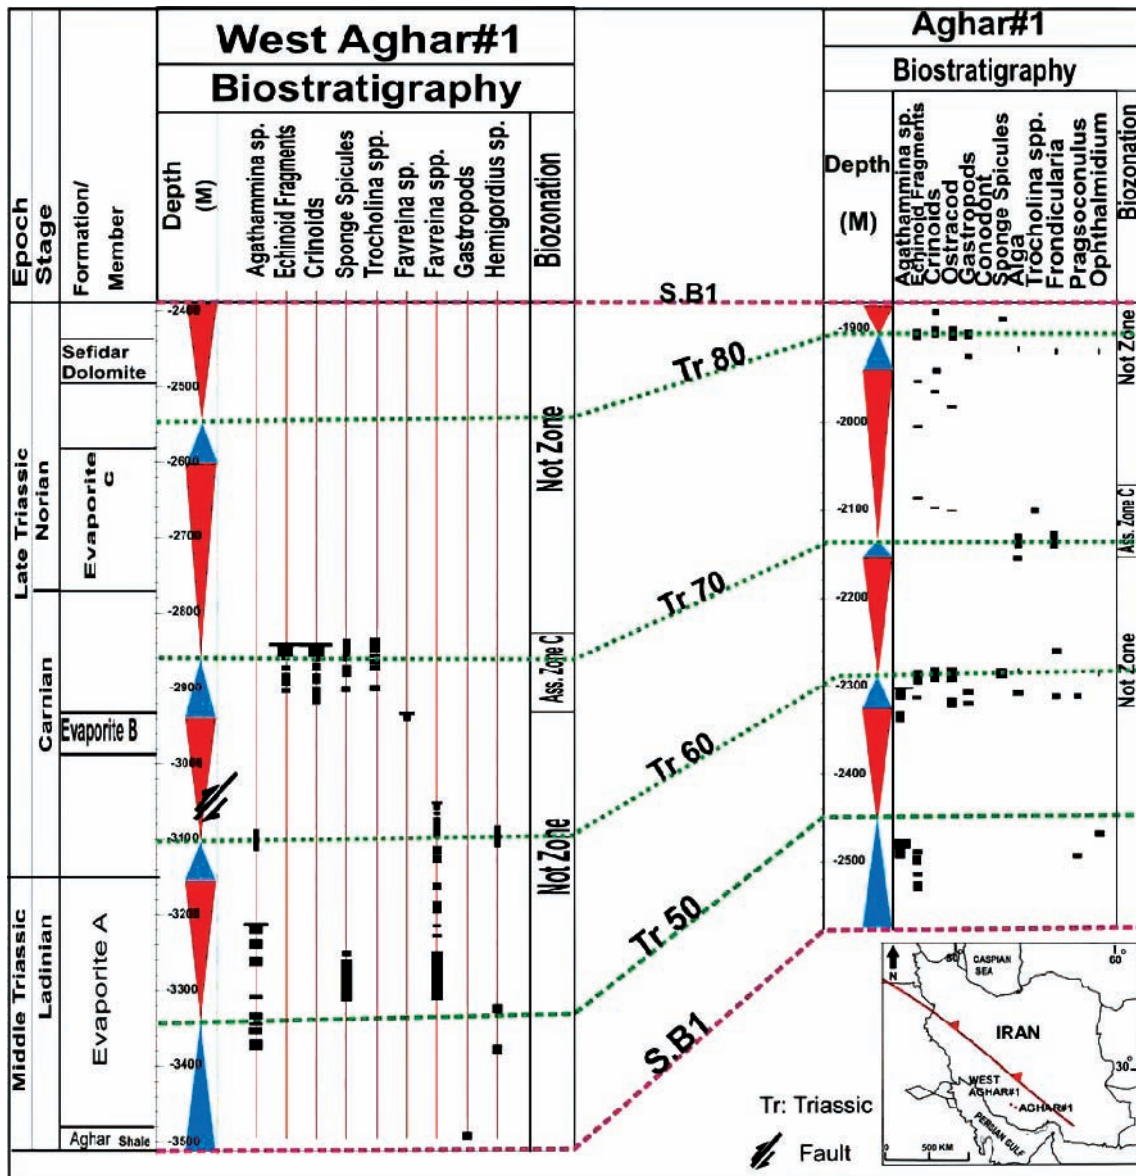 West Aghar#1
Biostratigraphy
Epoch
Stage
Formation/
Member
Depth
(M)
Agathammina sp.
Echinoid Fragments
Crinoids
Sponge Spicules
Trocholina spp.
Favreina sp.
Favreina spp.
Gastropods
Hemigordius sp.
Biozonation
Aghar#1
Biostratigraphy
Depth
(M)
Agathammina sp.
Echinoid Fragments
Crinoids
Ostracod
Gastropods
Conodont
Sponge Spicules
Alga
Trocholina spp.
Frondicularia
Pragsoconulus
Ophthalmidium
Biozonation
Late Triassic
Middle Triassic
Norian
Carnian
Ladinian
Sefidar
Dolomite
Evaporite
C
Evaporite B
Evaporite A
Aghar Shale
-2400
-2500
-2600
-2700
-2800
-2900
-3000
-3100
-3200
-3300
-3400
-3500
Not Zone
Ass. Zone C
Not Zone
S.B1
Tr 80
Tr 70
Tr 60
Tr 50
S.B1
-1900
-2000
-2100
-2200
-2300
-2400
-2500
Not Zone
Ass. Zone C
Not Zone
Tr: Triassic
Fault
N
50°
60°
CASPIAN
SEA
IRAN
30°
WEST
AGHAR#1
AGHAR#1
PERSIAN GULF
0 500 KM